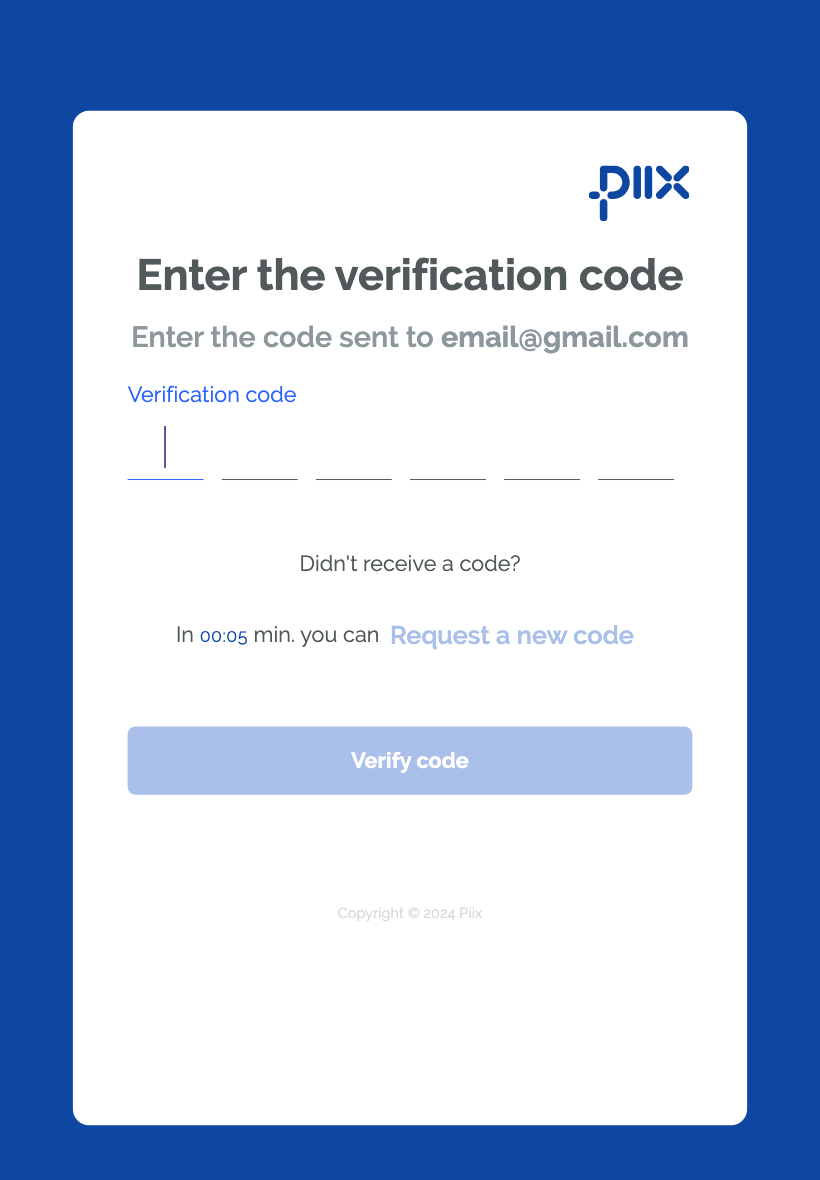 piix
Enter the verification code
Enter the code sent to email@gmail.com
Verification code
Didn't receive a code?
In 00:05 min. you can Request a new code
Verify code
Copyright © 2024 Piix